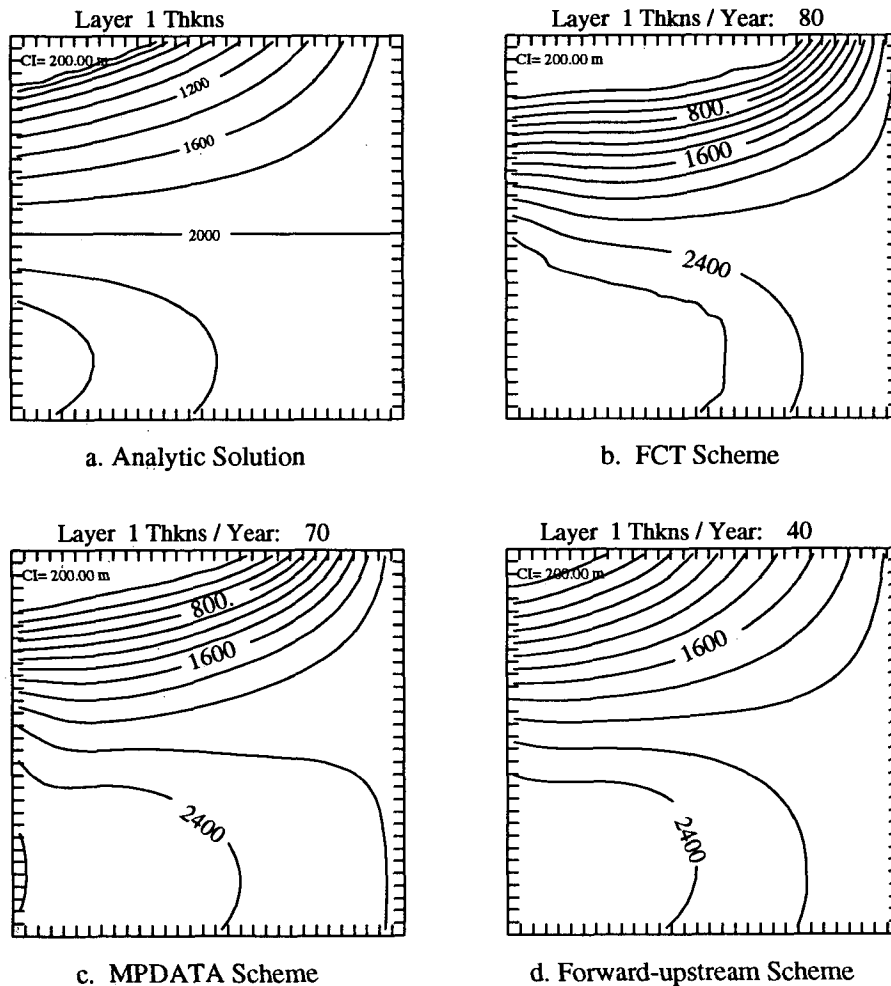 Layer 1 Thkns
CI= 200.00 m
1200
1600
2000
a. Analytic Solution
Layer 1 Thkns / Year: 80
CI= 200.00 m
800.
1600
2400
b. FCT Scheme
Layer 1 Thkns / Year: 70
CI= 200.00 m
800.
1600
2400
c. MPDATA Scheme
Layer 1 Thkns / Year: 40
CI= 200.00 m
1600
2400
d. Forward-upstream Scheme